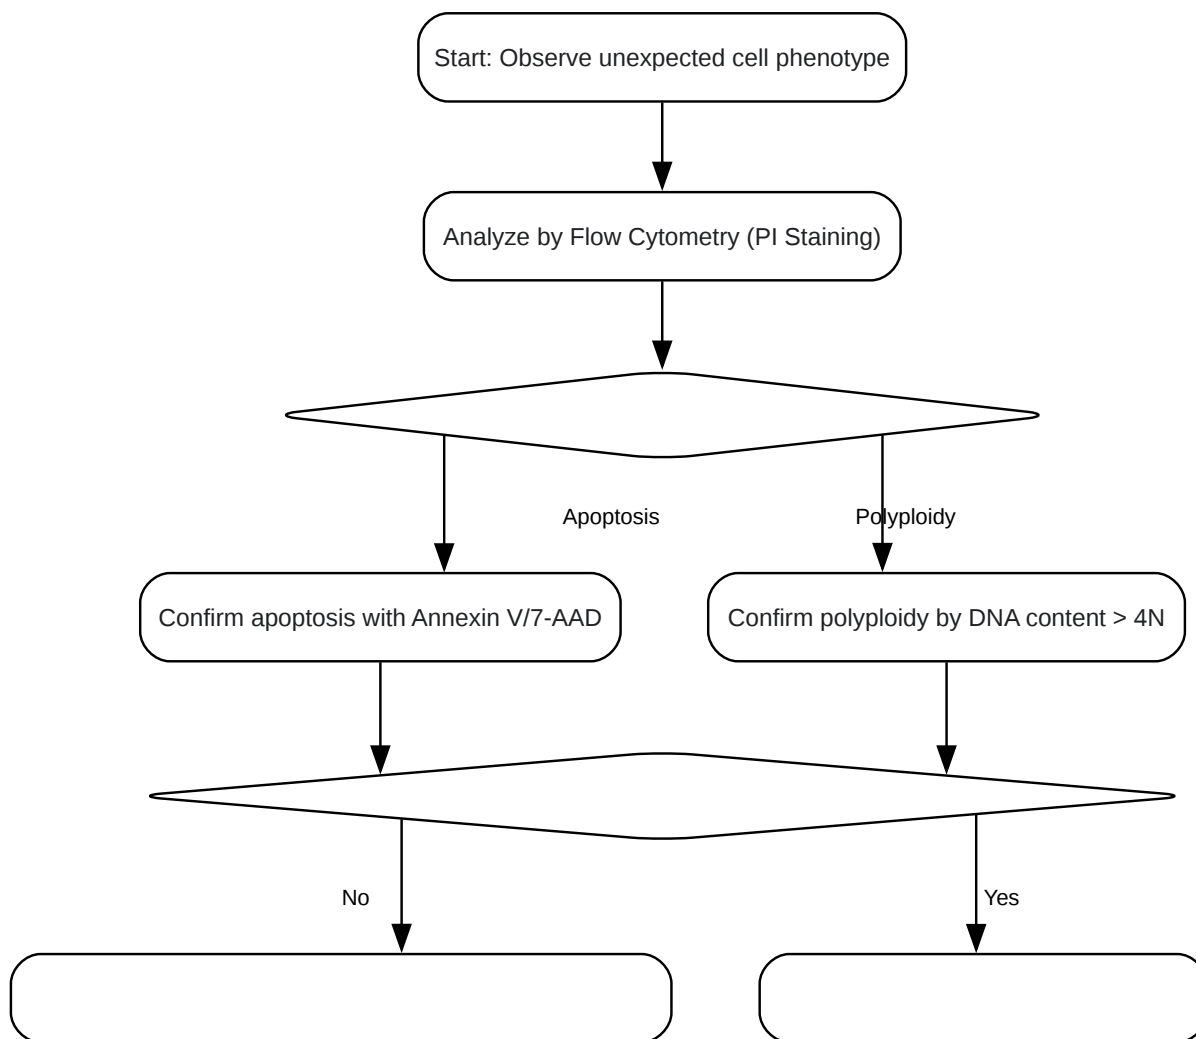 Start: Observe unexpected cell phenotype
Analyze by Flow Cytometry (PI Staining)
Apoptosis
Polyploidy
Confirm apoptosis with Annexin V/7-AAD
Confirm polyploidy by DNA content > 4N
No
Yes